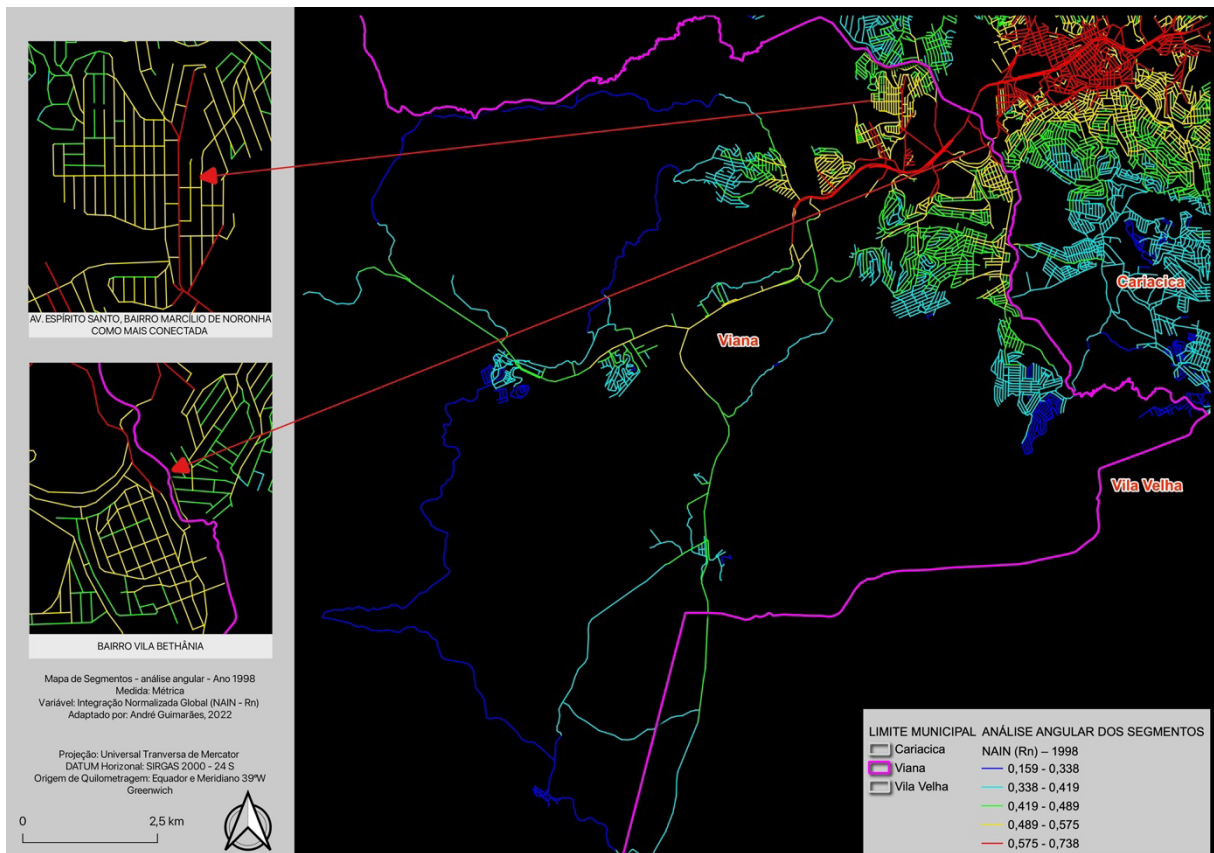 AV. ESPÍRITO SANTO, BAIRRO MARCÍLIO DE NORONHA
COMO MAIS CONECTADA
BAIRRO VILA BETHÂNIA
Mapa de Segmentos - análise angular - Ano 1998
Medida: Métrica
Variável: Integração Normalizada Global (NAIN - Rn)
Adaptado por: André Guimarães, 2022
Projeção: Universal Tranversa de Mercator
DATUM Horizonal: SIRGAS 2000 - 24 S
Origem de Quilometragem: Equador e Meridiano 39ºW
Greenwich
0 2,5 km
Viana
Cariacica
Vila Velha
LIMITE MUNICIPAL
Cariacica
Viana
Vila Velha
ANÁLISE ANGULAR DOS SEGMENTOS
NAIN (Rn) – 1998
0,159 - 0,338
0,338 - 0,419
0,419 - 0,489
0,489 - 0,575
0,575 - 0,738